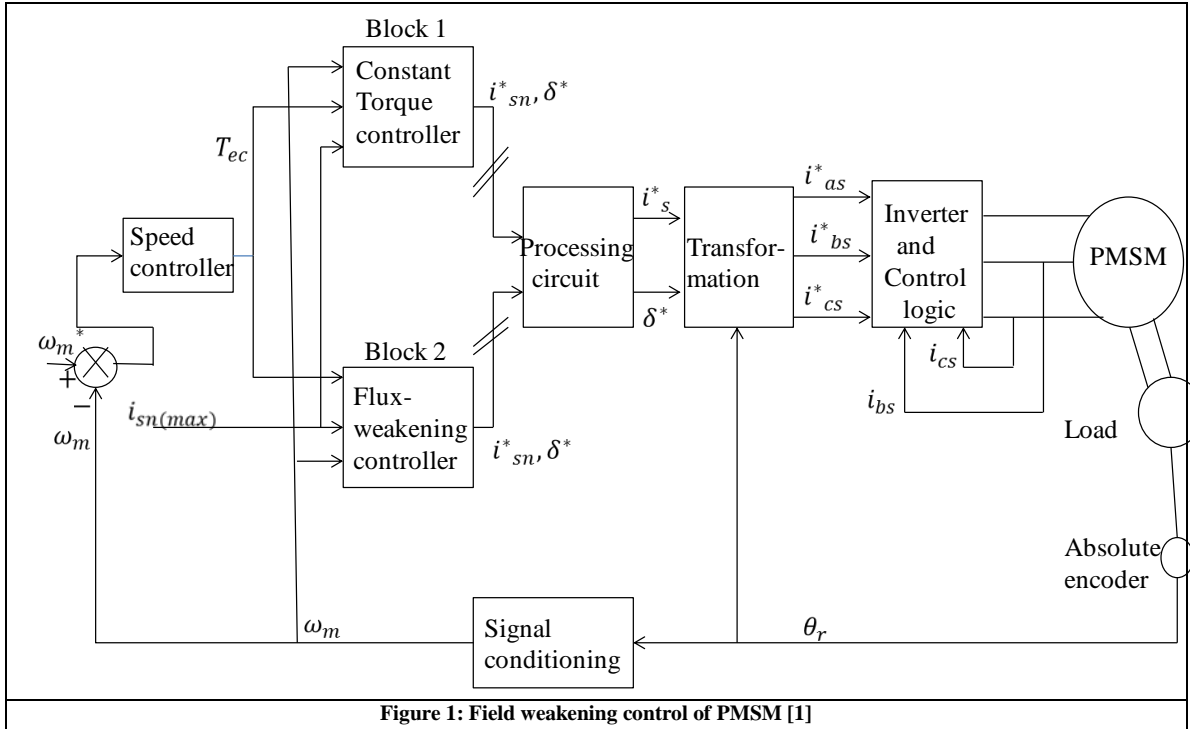 Block 1
Constant
Torque
controller
i*sn, δ*
Tec
Speed
controller
ωm*
+
−
ωm
isn(max)
Block 2
Flux-
weakening
controller
i*sn, δ*
Processing
circuit
i*s
δ*
Transfor-
mation
i*as
i*bs
i*cs
Inverter
and
Control
logic
PMSM
ics
ibs
Load
Absolute
encoder
ωm
Signal
conditioning
θr
Figure 1: Field weakening control of PMSM [1]